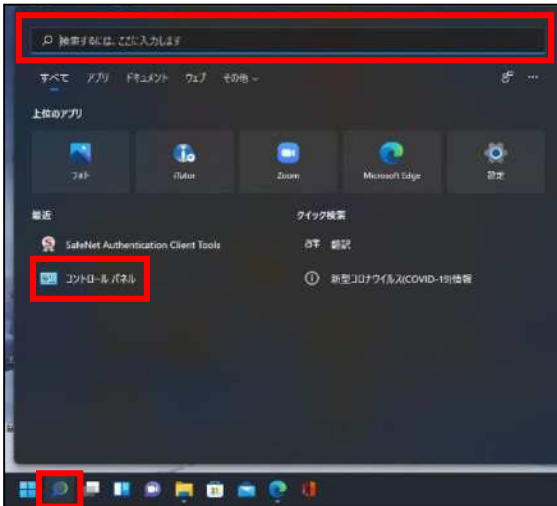 検索するには、ここに入力します
すべて アプリ ドキュメント ウェブ その他
上位のアプリ
フォト iTutor Zoom Microsoft Edge 設定
最近 クイック検索
SafeNet Authentication Client Tools 翻訳
コントロール パネル 新型コロナウイルス(COVID-19)情報